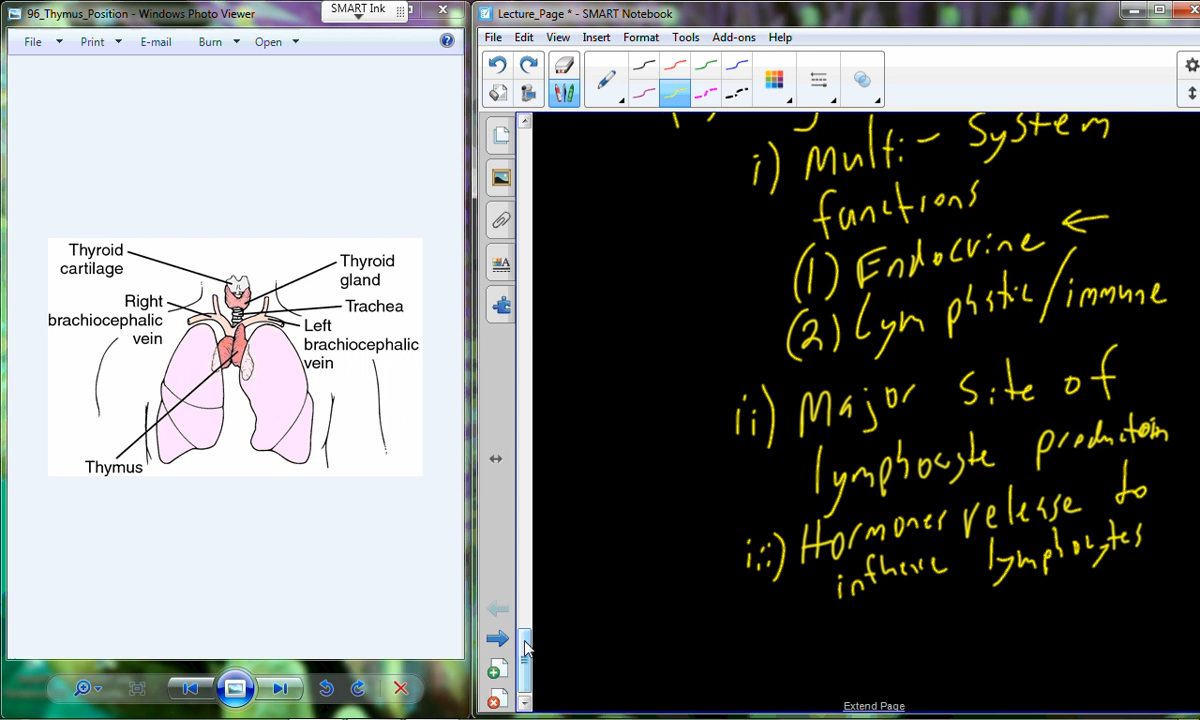 96_Thymus_Position - Windows Photo Viewer
SMART Ink
File Print E-mail Burn Open
Thyroid
cartilage
Thyroid
gland
Right
brachiocephalic
vein
Trachea
Left
brachiocephalic
vein
Thymus
Lecture_Page * - SMART Notebook
File Edit View Insert Format Tools Add-ons Help
i) Multi-System
functions
(1) Endocrine ←
(2) Lymphatic/immune
ii) Major Site of
lymphocyte production
iii) Hormones release to
influence lymphocytes
Extend Page